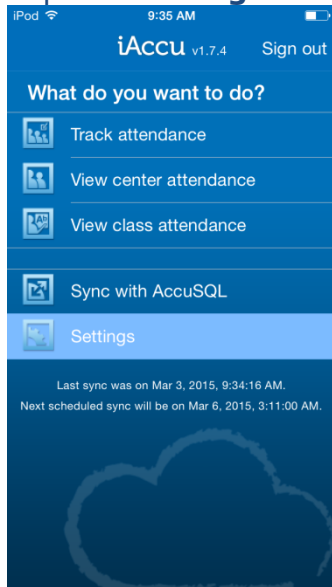 iPod 9:35 AM
iAccu v1.7.4 Sign out
What do you want to do?
Track attendance
View center attendance
View class attendance
Sync with AccuSQL
Settings
Last sync was on Mar 3, 2015, 9:34:16 AM.
Next scheduled sync will be on Mar 6, 2015, 3:11:00 AM.